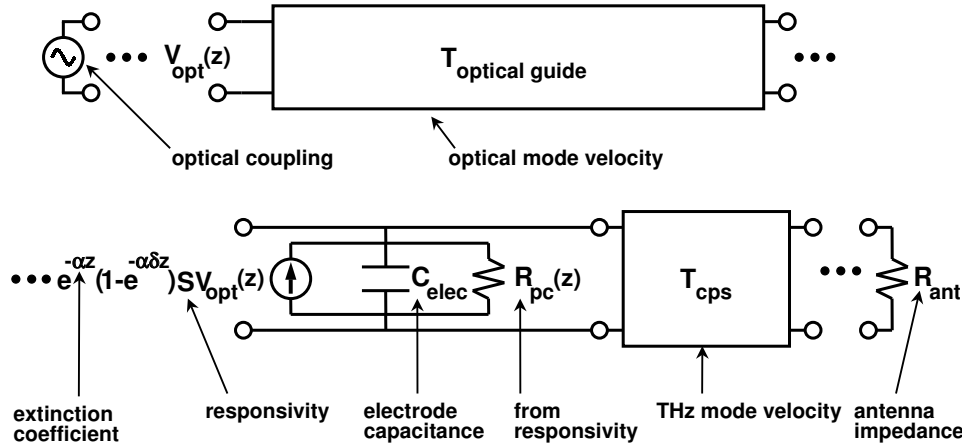 V_opt(z)
T_optical guide
optical coupling
optical mode velocity
e^-αz (1-e^-αδz)SV_opt(z)
C_elec
R_pc(z)
T_cps
R_ant
extinction coefficient
responsivity
electrode capacitance
from responsivity
THz mode velocity
antenna impedance